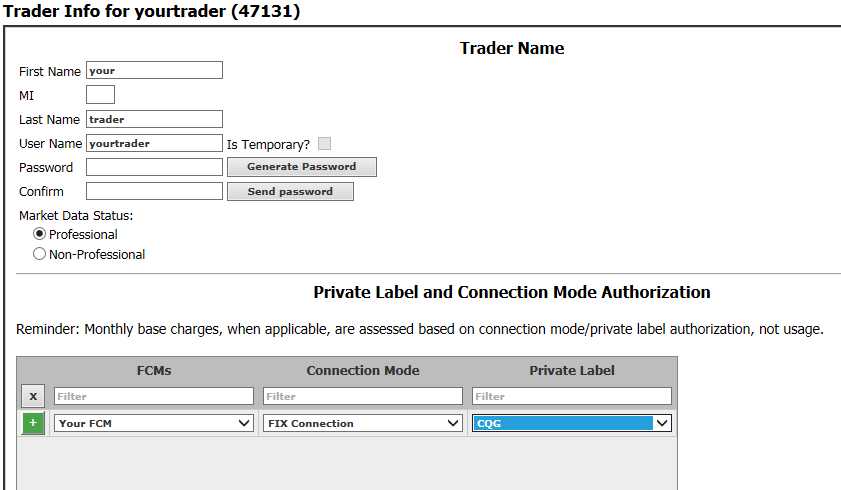 Trader Info for yourtrader (47131)
Trader Name
First Name your
MI
Last Name trader
User Name yourtrader Is Temporary?
Password Generate Password
Confirm Send password
Market Data Status:
Professional
Non-Professional
Private Label and Connection Mode Authorization
Reminder: Monthly base charges, when applicable, are assessed based on connection mode/private label authorization, not usage.
FCMs Connection Mode Private Label
x Filter Filter Filter
+ Your FCM FIX Connection CQG